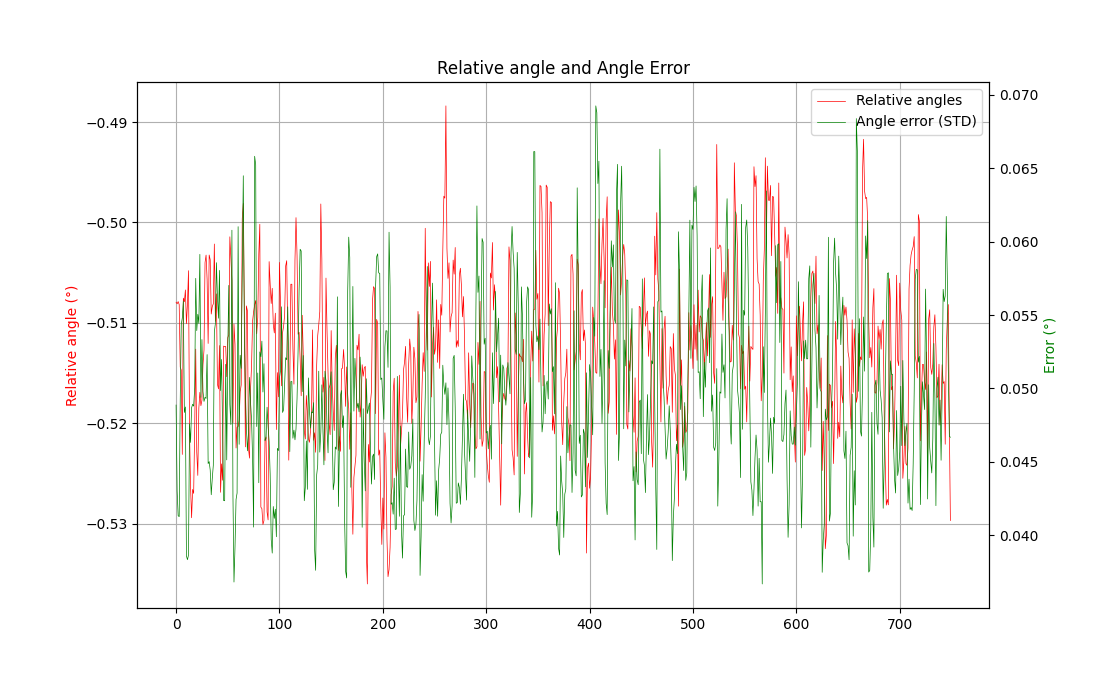 Relative angle and Angle Error
Relative angles
Angle error (STD)
−0.49
−0.50
−0.51
−0.52
−0.53
Relative angle (°)
0.070
0.065
0.060
0.055
0.050
0.045
0.040
Error (°)
0 100 200 300 400 500 600 700